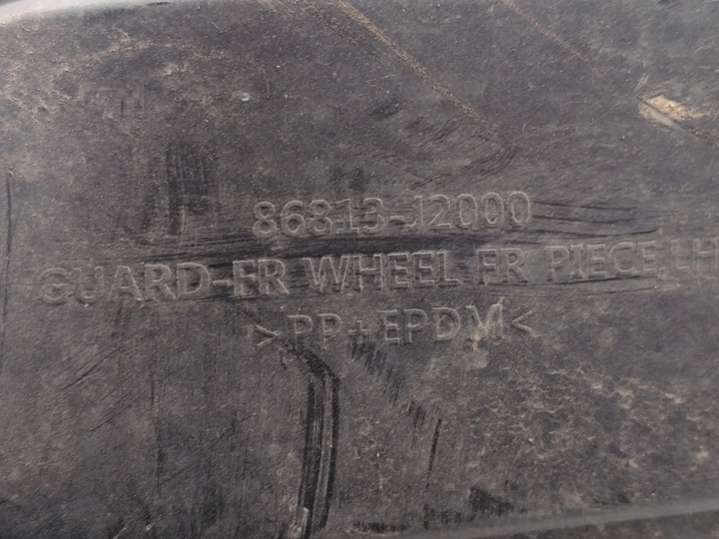 86813-J2000
GUARD-FR WHEEL FR PIECE,LH
>PP+EPDM<